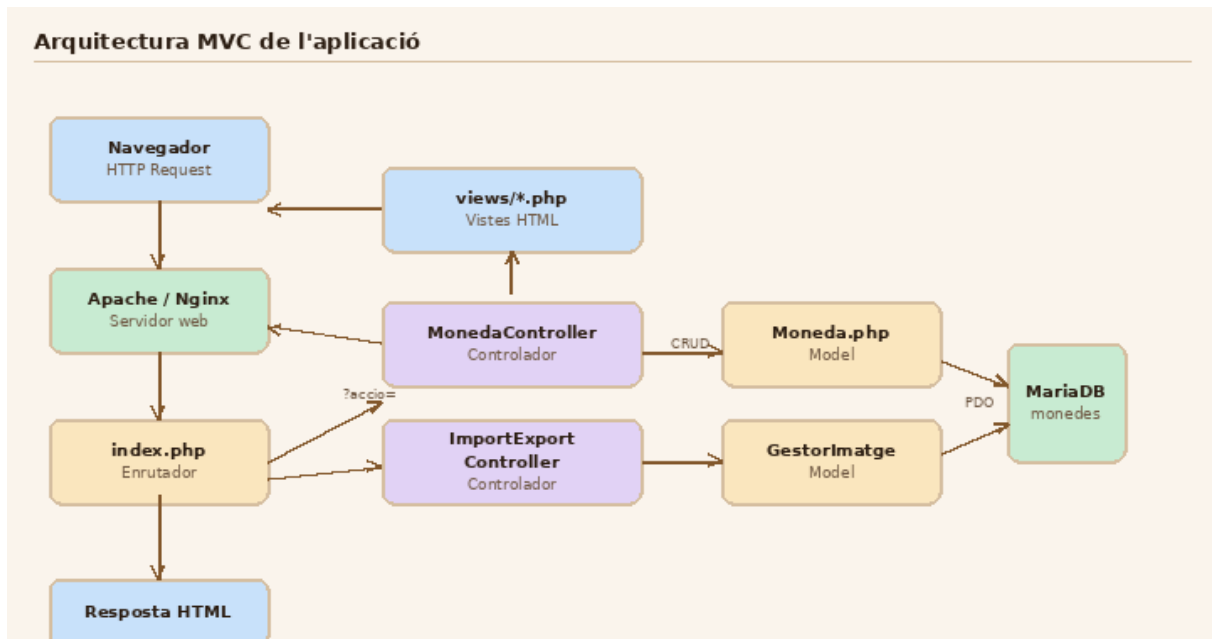 Arquitectura MVC de l'aplicació
Navegador
HTTP Request
views/*.php
Vistes HTML
Apache / Nginx
Servidor web
MonedaController
Controlador
CRUD
Moneda.php
Model
MariaDB
monedes
PDO
?accio=
index.php
Enrutador
ImportExport
Controller
Controlador
GestorImatge
Model
Resposta HTML